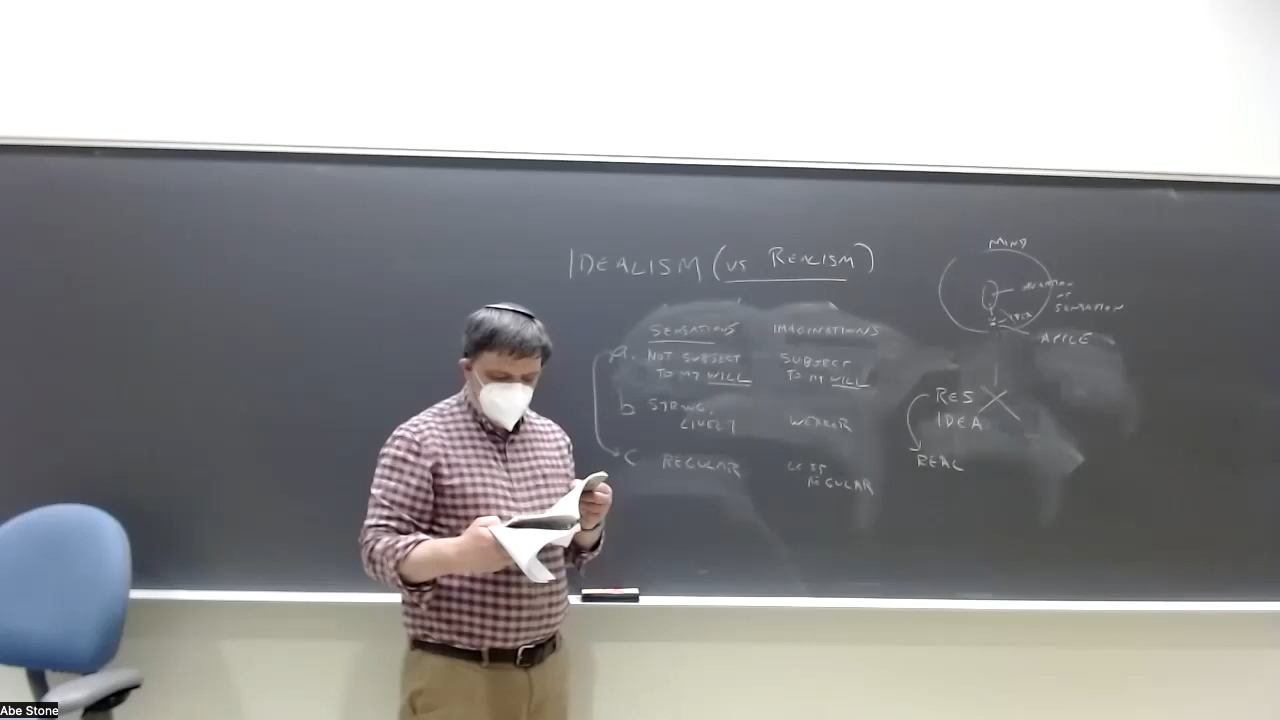 IDEALISM (VS REALISM)
SENSATIONS IMAGINATIONS
a. NOT SUBJECT SUBJECT
TO MY WILL TO MY WILL
b STRONG, WEAKER
LIVELY
C REGULAR LESS
REGULAR
MIND
SENSATION
APPLE
RES
IDEA
REAL
Abe Stone